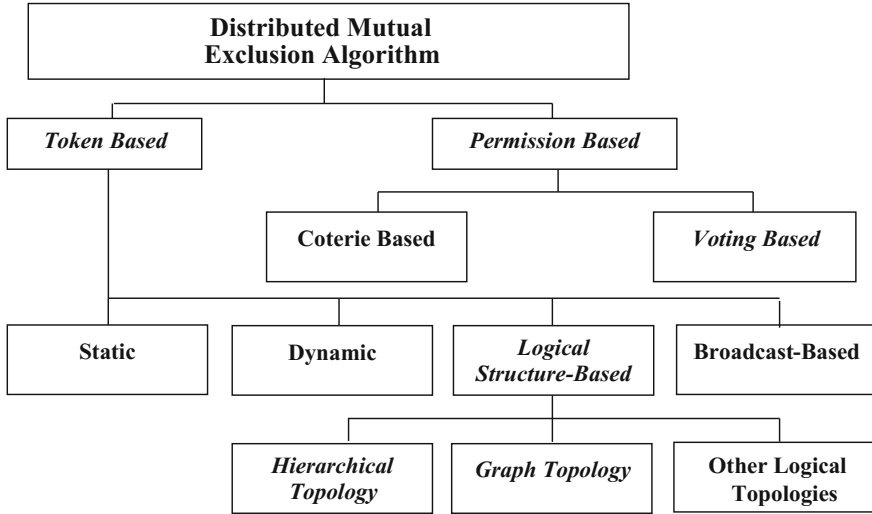 Distributed Mutual
Exclusion Algorithm
Token Based
Permission Based
Coterie Based
Voting Based
Static
Dynamic
Logical
Structure-Based
Broadcast-Based
Hierarchical
Topology
Graph Topology
Other Logical
Topologies